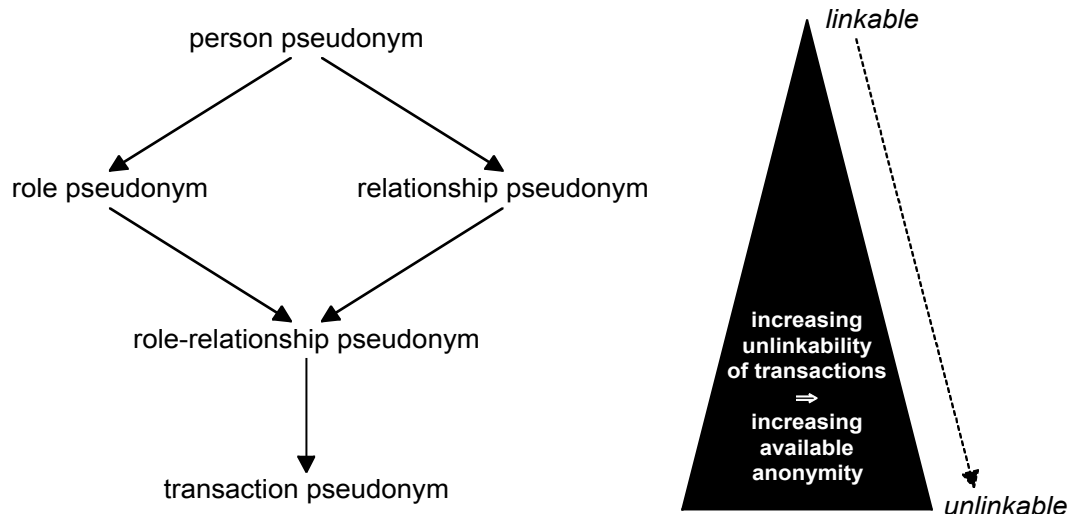 person pseudonym
role pseudonym
relationship pseudonym
role-relationship pseudonym
transaction pseudonym
linkable
increasing
unlinkability
of transactions
⇒
increasing
available
anonymity
unlinkable